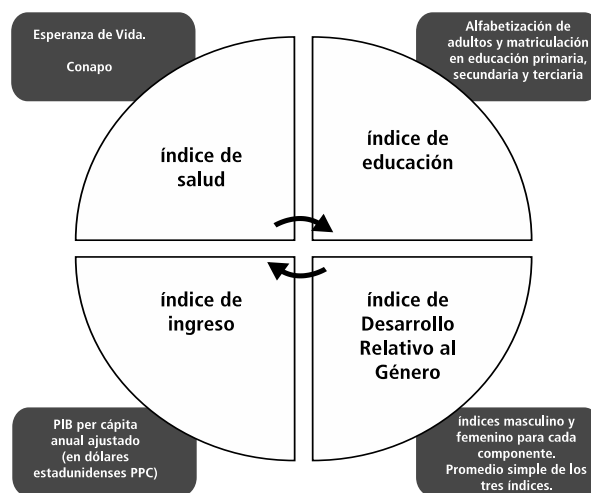 Esperanza de Vida.
Conapo
Alfabetización de
adultos y matriculación
en educación primaria,
secundaria y terciaria
índice de
salud
índice de
educación
índice de
ingreso
índice de
Desarrollo
Relativo al
Género
PIB per cápita
anual ajustado
(en dólares
estadunidenses PPC)
índices masculino y
femenino para cada
componente.
Promedio simple de los
tres índices.